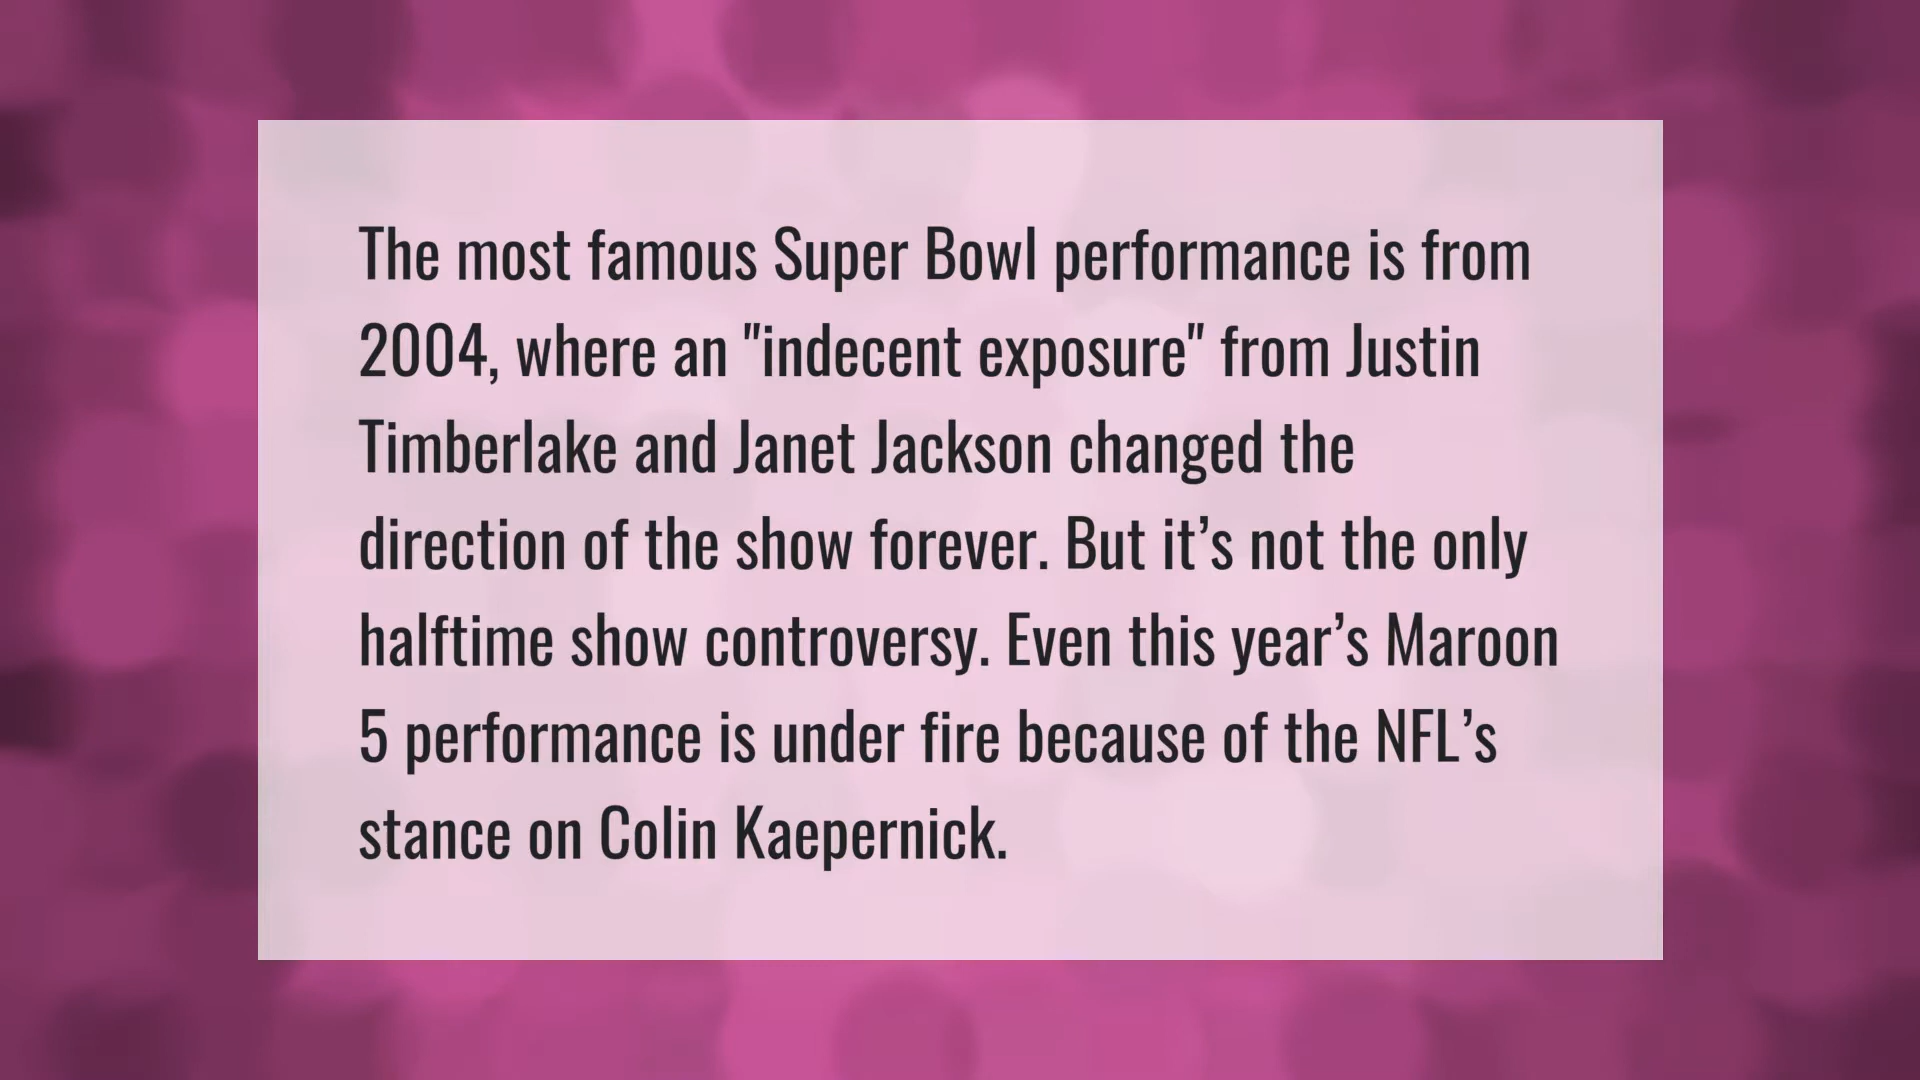 The most famous Super Bowl performance is from
2004, where an "indecent exposure" from Justin
Timberlake and Janet Jackson changed the
direction of the show forever. But it’s not the only
halftime show controversy. Even this year’s Maroon
5 performance is under fire because of the NFL’s
stance on Colin Kaepernick.